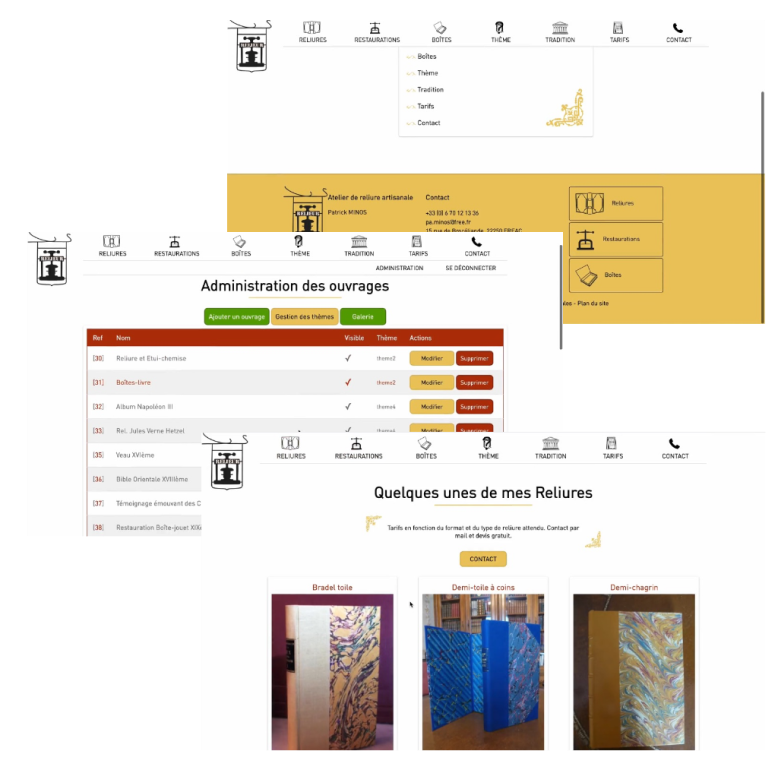 RELIURES
RESTAURATIONS
BOÎTES
THÈME
TRADITION
TARIFS
CONTACT
Boîtes
Thème
Tradition
Tarifs
Contact
Atelier de reliure artisanale
Patrick MINOS
Contact
+33 (0) 6 70 12 13 36
pa.minos@free.fr
15 rue de Brocéliande, 22250 EREAC
Reliures
Restaurations
Boîtes
- Plan du site
RELIURES
RESTAURATIONS
BOÎTES
THÈME
TRADITION
TARIFS
CONTACT
ADMINISTRATION
SE DÉCONNECTER
Administration des ouvrages
Ajouter un ouvrage
Gestion des thèmes
Galerie
Ref Nom Visible Thème Actions
[30] Reliure et Etui-chemise ✓ theme2 Modifier Supprimer
[31] Boîtes-livre ✓ theme2 Modifier Supprimer
[32] Album Napoléon III ✓ theme4 Modifier Supprimer
[33] Rel. Jules Verne Hetzel ✓ theme4 Modifier Supprimer
[35] Veau XVIème
[36] Bible Orientale XVIIIème
[37] Témoignage émouvant des C
[38] Restauration Boîte-jouet
RELIURES
RESTAURATIONS
BOÎTES
THÈME
TRADITION
TARIFS
CONTACT
Quelques unes de mes Reliures
Tarifs en fonction du format et du type de reliure attendu. Contact par
mail et devis gratuit.
CONTACT
Bradel toile
Demi-toile à coins
Demi-chagrin